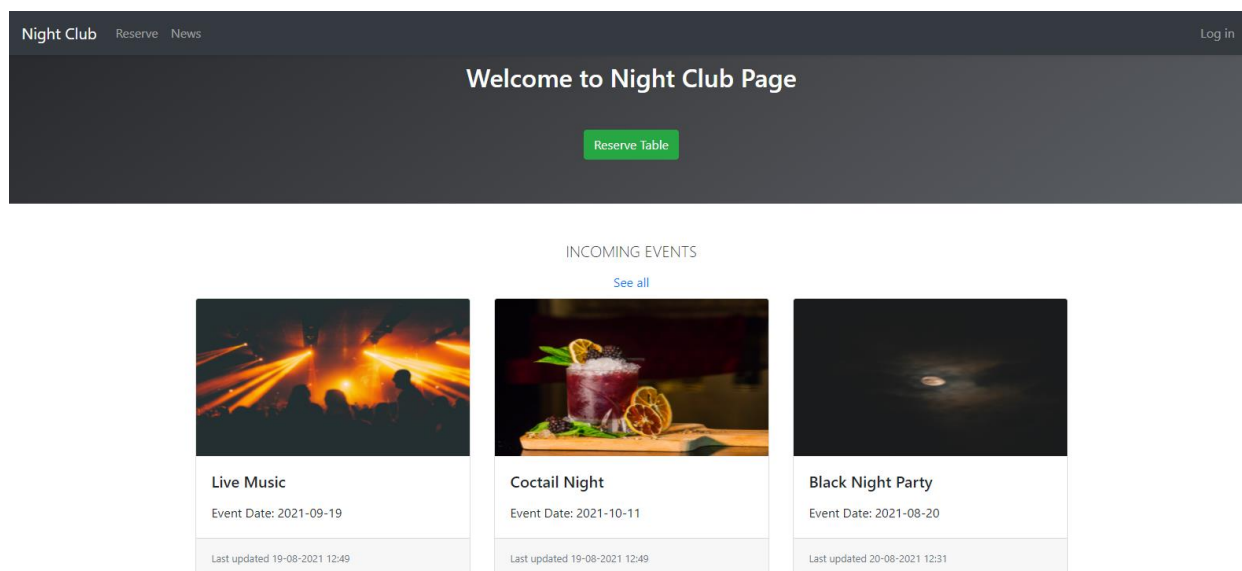 Night Club Reserve News Log in
Welcome to Night Club Page
Reserve Table
INCOMING EVENTS
See all
Live Music
Event Date: 2021-09-19
Last updated 19-08-2021 12:49
Coctail Night
Event Date: 2021-10-11
Last updated 19-08-2021 12:49
Black Night Party
Event Date: 2021-08-20
Last updated 20-08-2021 12:31